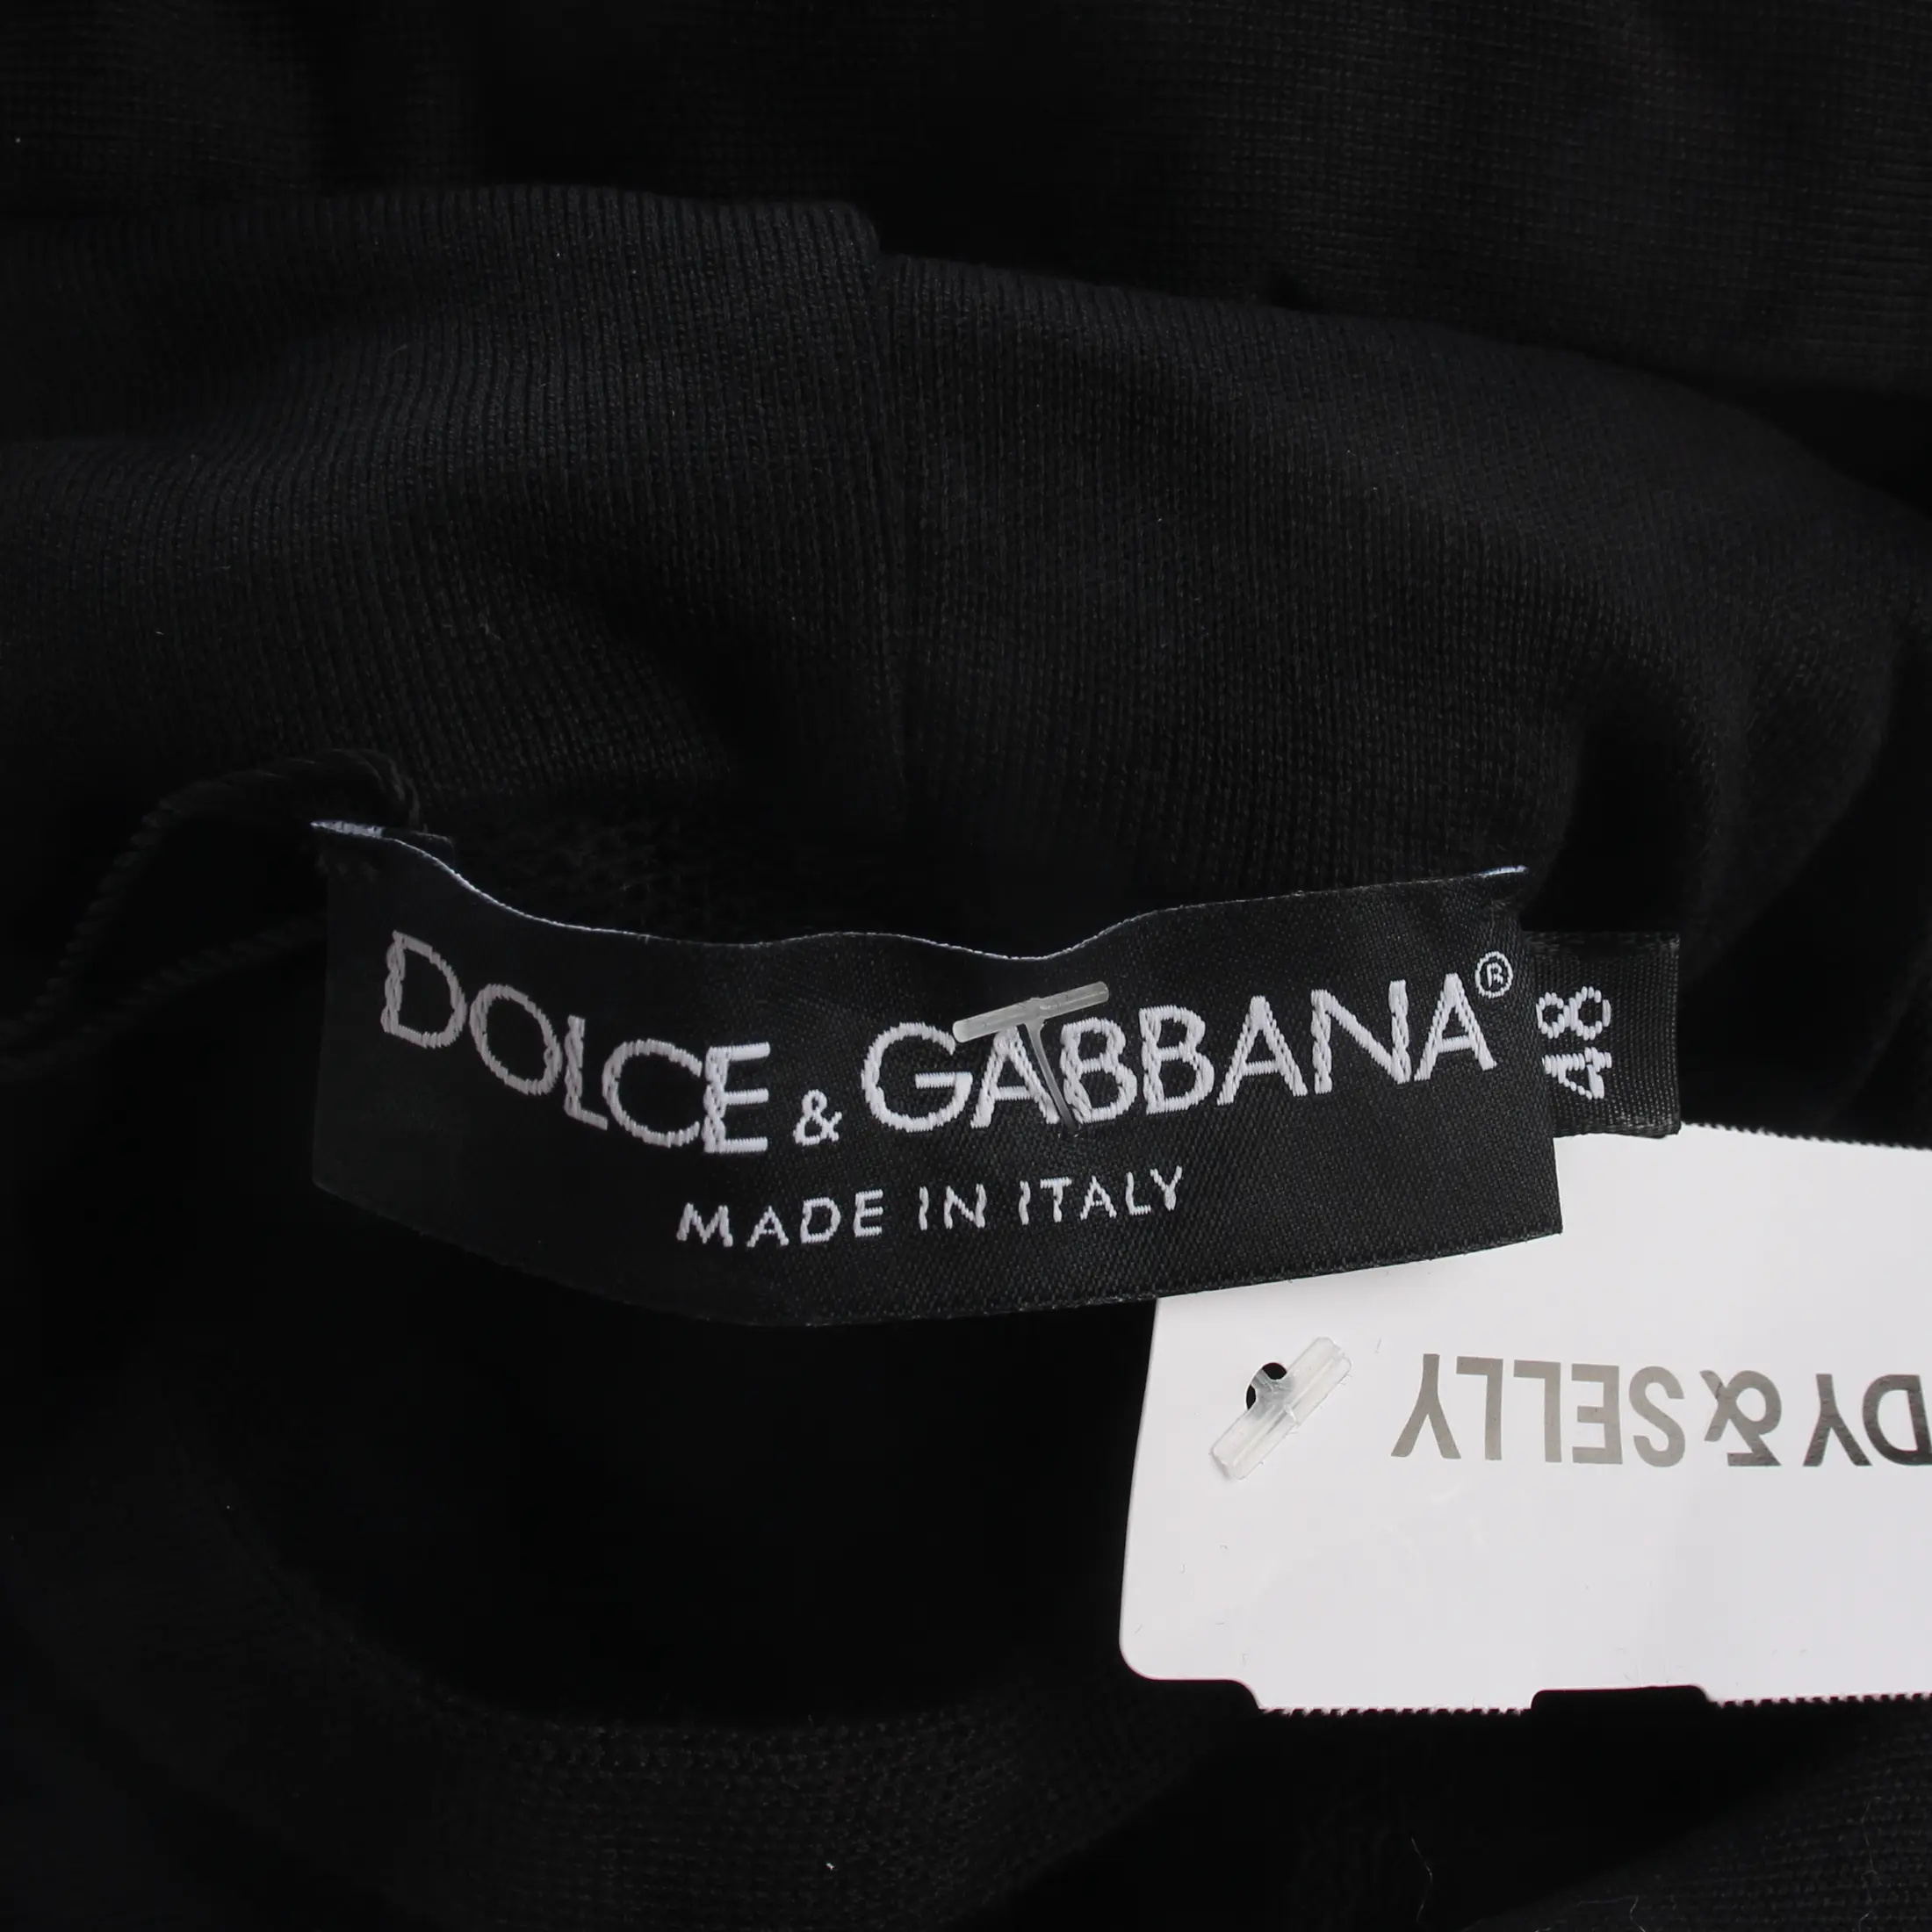 DOLCE & GABBANA®
MADE IN ITALY
48
DY & SELLY